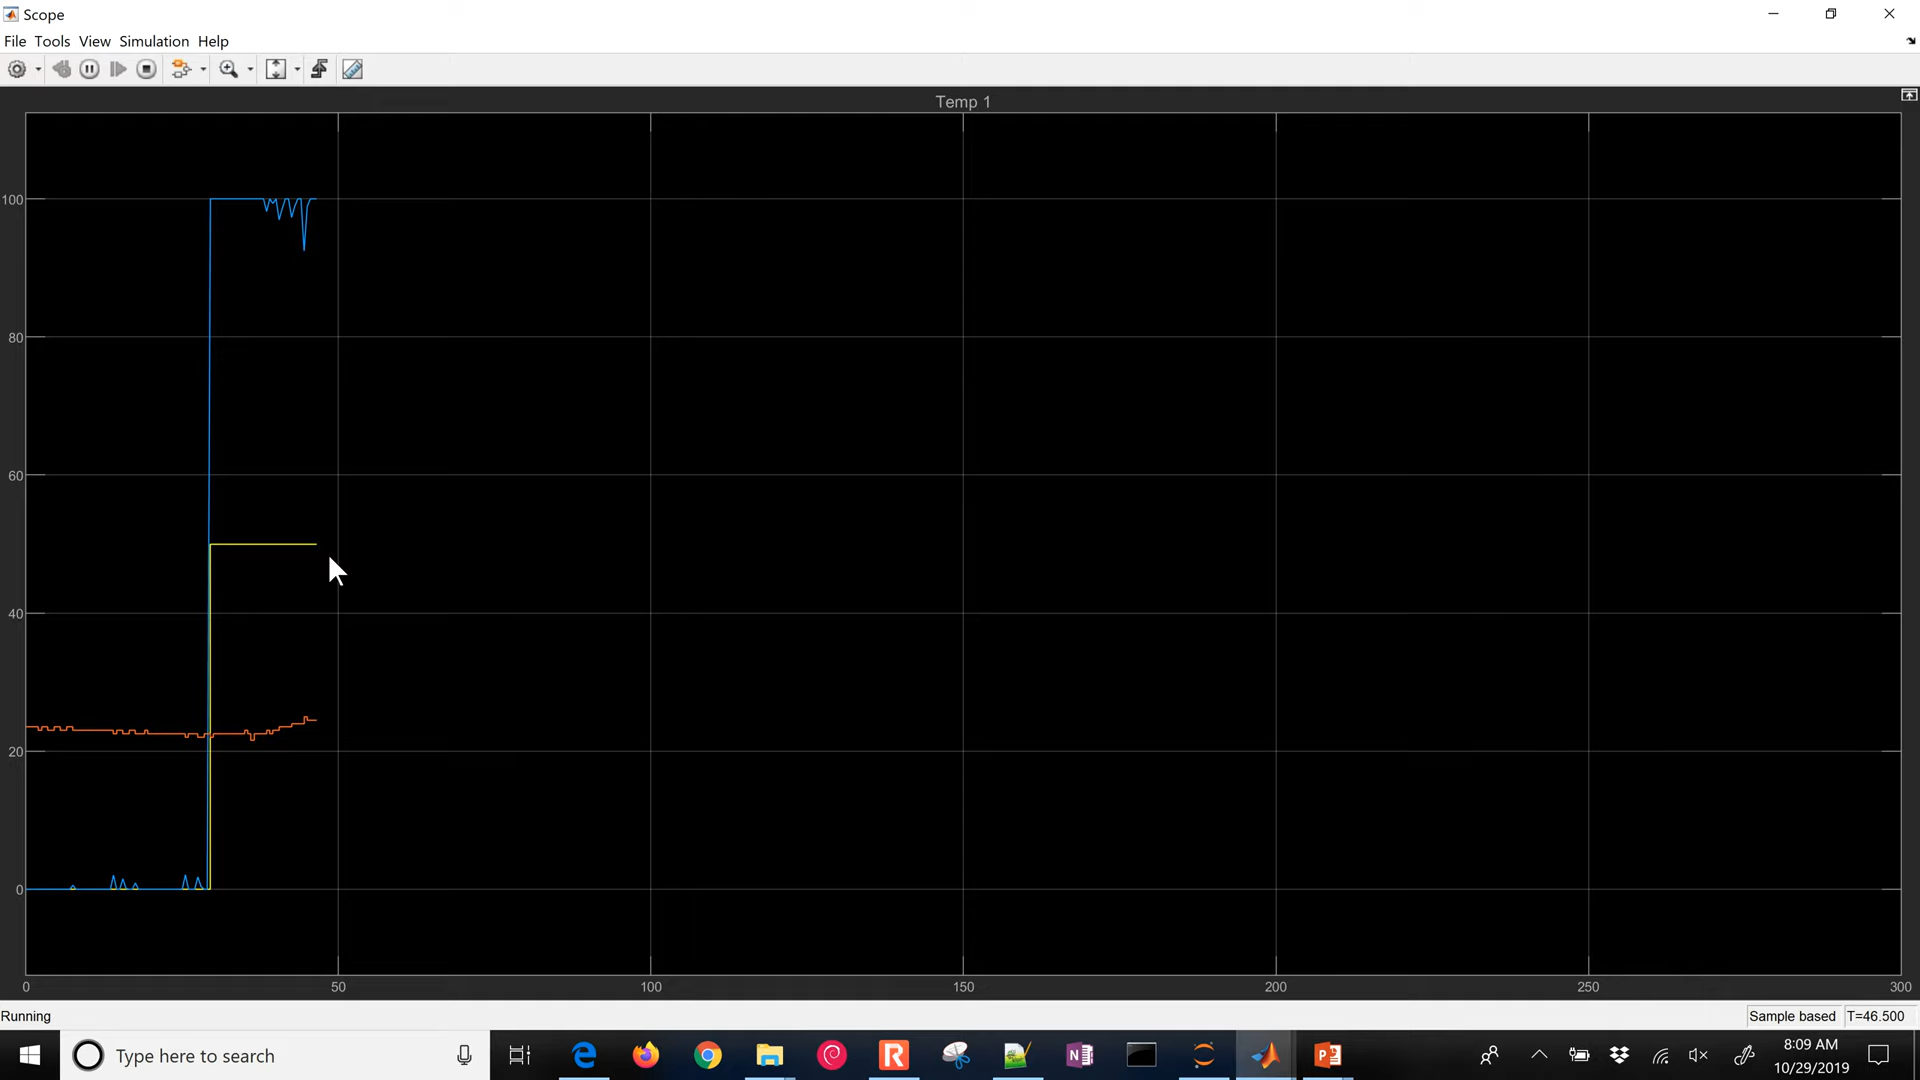 Scope
File Tools View Simulation Help
Temp 1
100
80
60
40
20
0
0 50 100 150 200 250 300
Running
Sample based T=46.500
Type here to search
8:09 AM
10/29/2019